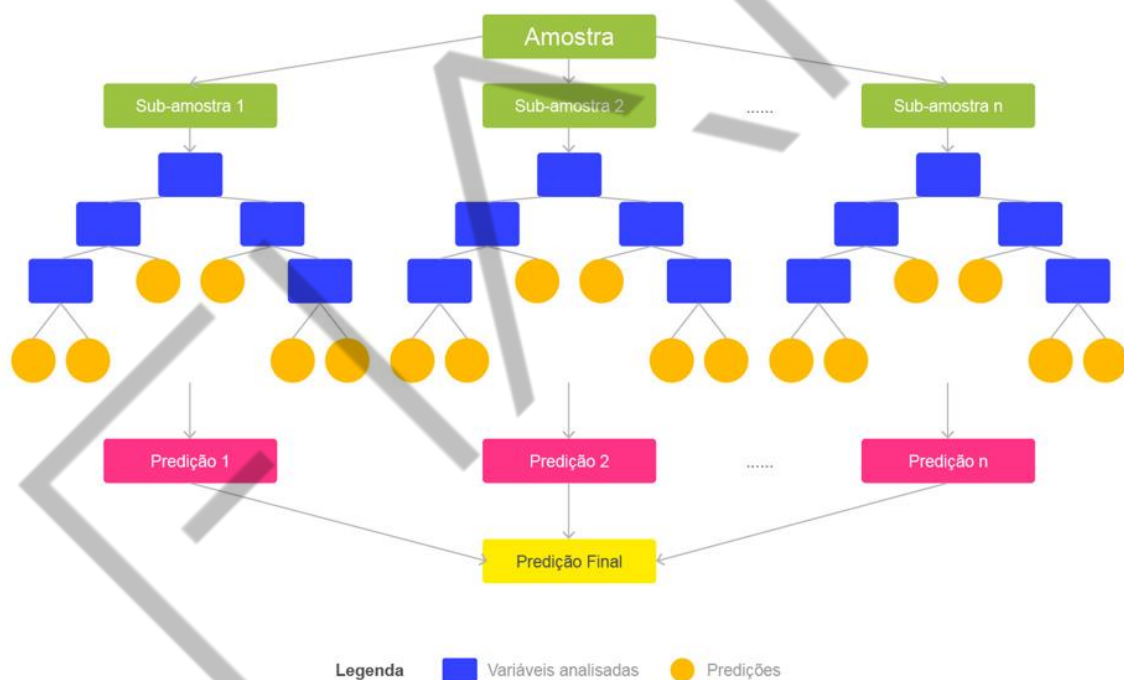 Amostra
Sub-amostra 1
Sub-amostra 2
......
Sub-amostra n
Predição 1
Predição 2
......
Predição n
Predição Final
Legenda
Variáveis analisadas
Predições